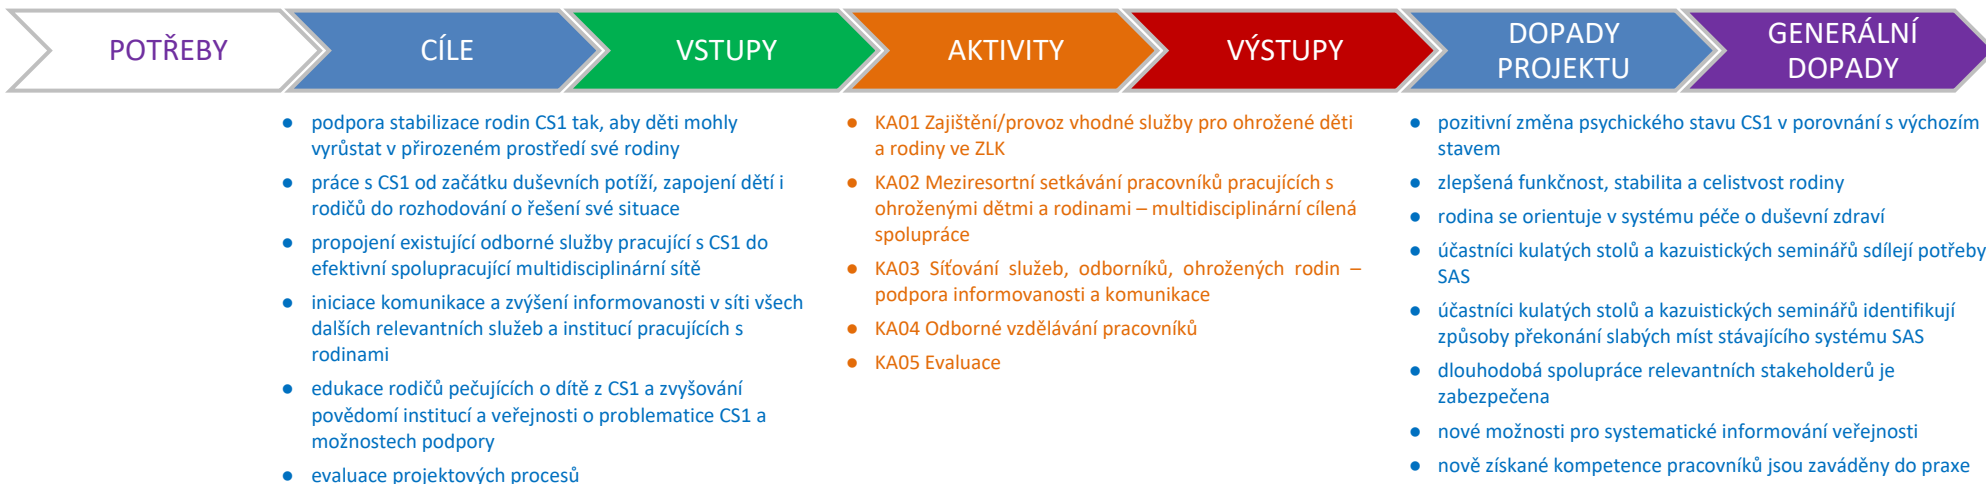 POTŘEBY
CÍLE
VSTUPY
AKTIVITY
VÝSTUPY
DOPADY
PROJEKTU
GENERÁLNÍ
DOPADY
● podpora stabilizace rodin CS1 tak, aby děti mohly
vyrůstat v přirozeném prostředí své rodiny
● práce s CS1 od začátku duševních potíží, zapojení dětí i
rodičů do rozhodování o řešení své situace
● propojení existující odborné služby pracující s CS1 do
efektivní spolupracující multidisciplinární sítě
● iniciace komunikace a zvýšení informovanosti v síti všech
dalších relevantních služeb a institucí pracujících s
rodinami
● edukace rodičů pečujících o dítě z CS1 a zvyšování
povědomí institucí a veřejnosti o problematice CS1 a
možnostech podpory
● evaluace projektových procesů
● KA01 Zajištění/provoz vhodné služby pro ohrožené děti
a rodiny ve ZLK
● KA02 Meziresortní setkávání pracovníků pracujících s
ohroženými dětmi a rodinami – multidisciplinární cílená
spolupráce
● KA03 Síťování služeb, odborníků, ohrožených rodin –
podpora informovanosti a komunikace
● KA04 Odborné vzdělávání pracovníků
● KA05 Evaluace
● pozitivní změna psychického stavu CS1 v porovnání s výchozím
stavem
● zlepšená funkčnost, stabilita a celistvost rodiny
● rodina se orientuje v systému péče o duševní zdraví
● účastníci kulatých stolů a kazuistických seminářů sdílejí potřeby
SAS
● účastníci kulatých stolů a kazuistických seminářů identifikují
způsoby překonání slabých míst stávajícího systému SAS
● dlouhodobá spolupráce relevantních stakeholderů je
zabezpečena
● nové možnosti pro systematické informování veřejnosti
● nově získané kompetence pracovníků jsou zaváděny do praxe